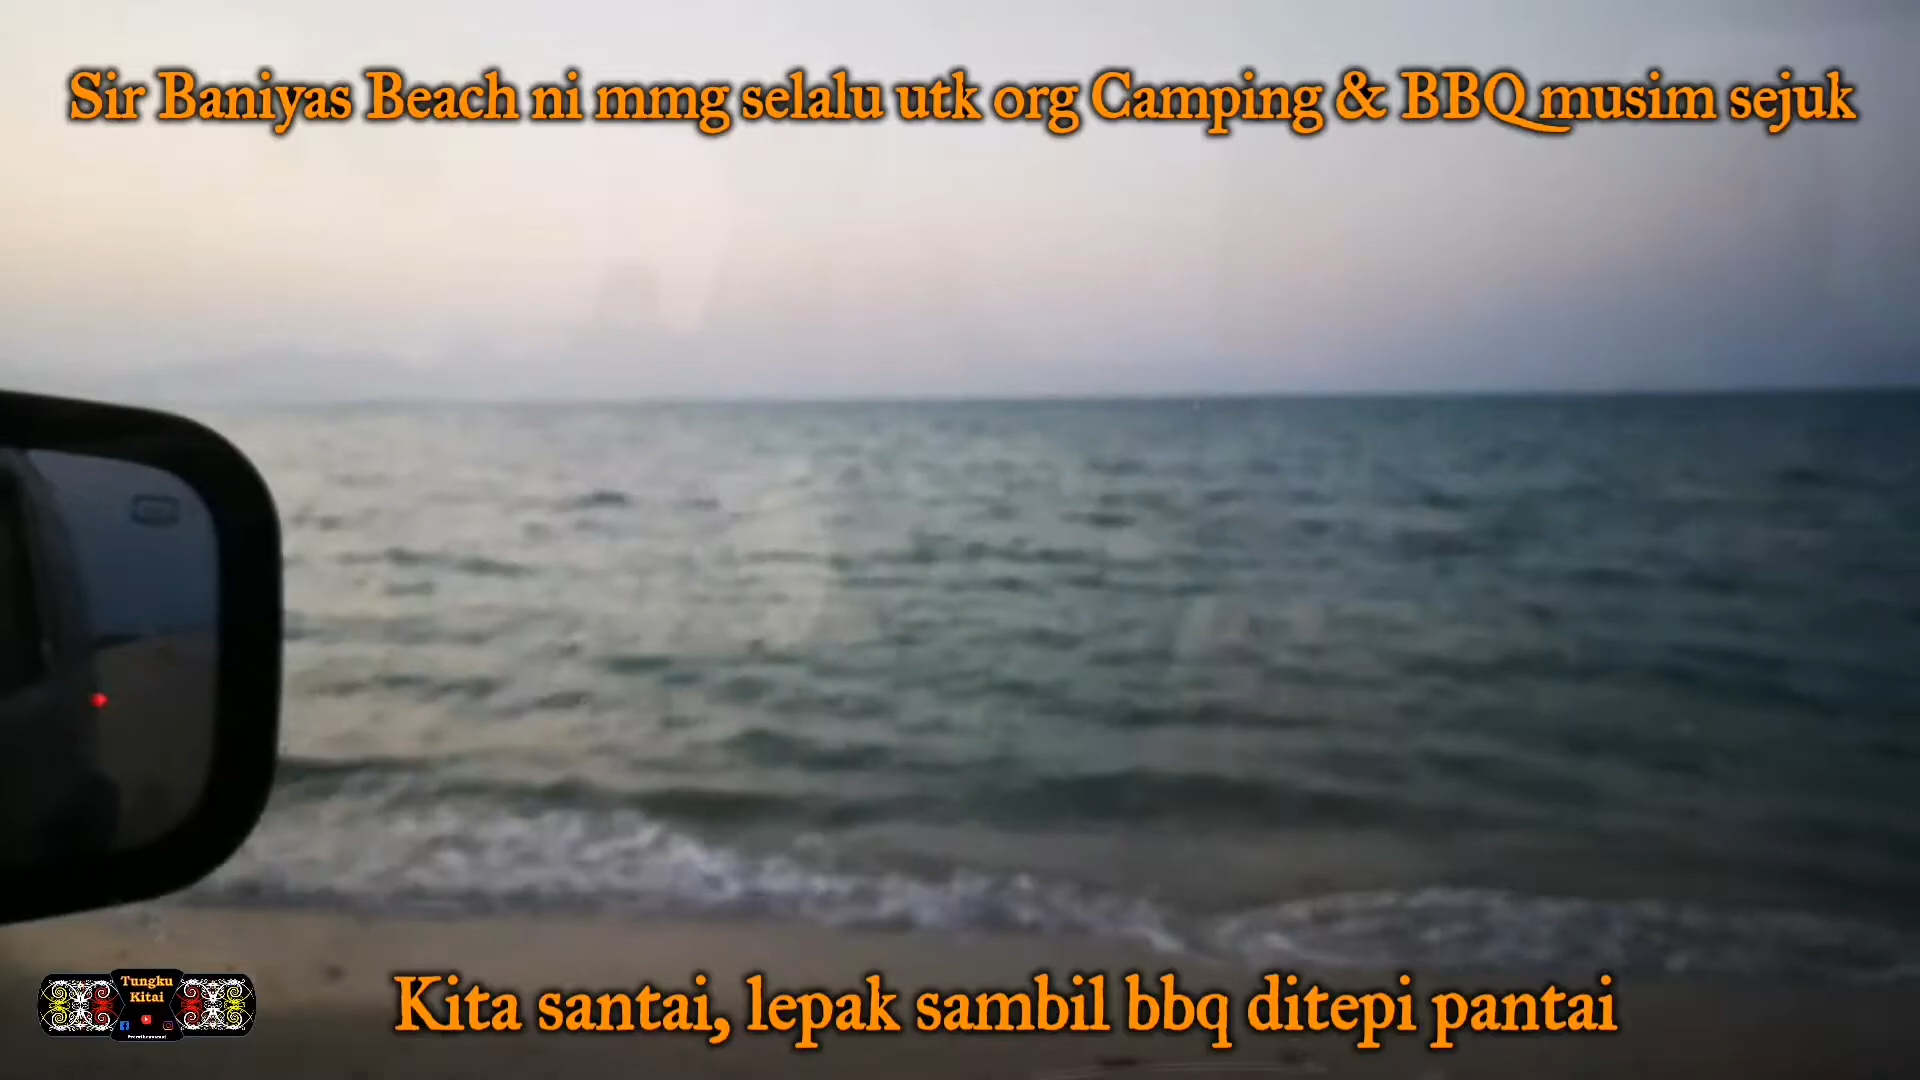 Sir Baniyas Beach ni mmg selalu utk org Camping & BBQ musim sejuk
Tungku
Kitai
Kita santai, lepak sambil bbq ditepi pantai